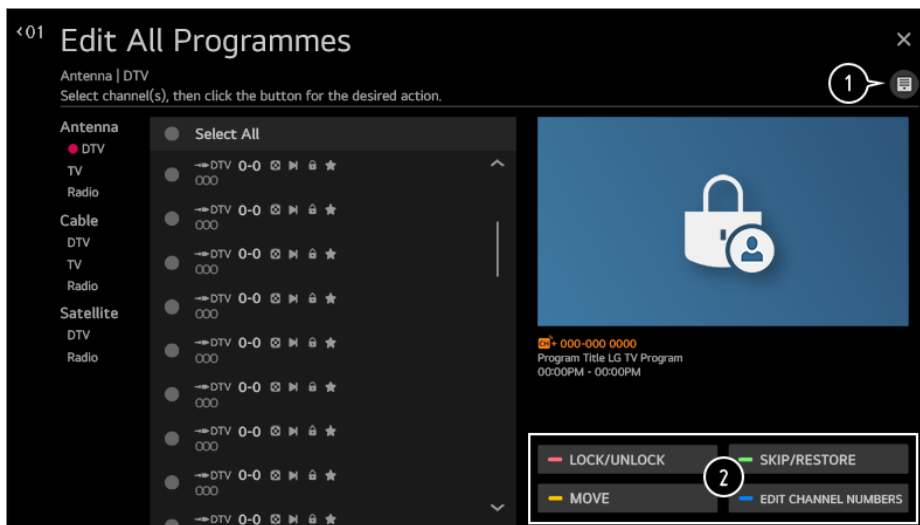 01
Edit All Programmes
Antenna | DTV
Select channel(s), then click the button for the desired action.
1
Antenna
DTV
TV
Radio
Cable
DTV
TV
Radio
Satellite
DTV
Radio
Select All
DTV 0-0
000
DTV 0-0
000
DTV 0-0
000
DTV 0-0
000
DTV 0-0
000
DTV 0-0
000
DTV 0-0
000
DTV 0-0
000
DTV 0-0
CH+ 000-000 0000
Program Title LG TV Program
00:00PM - 00:00PM
LOCK/UNLOCK
SKIP/RESTORE
2
MOVE
EDIT CHANNEL NUMBERS